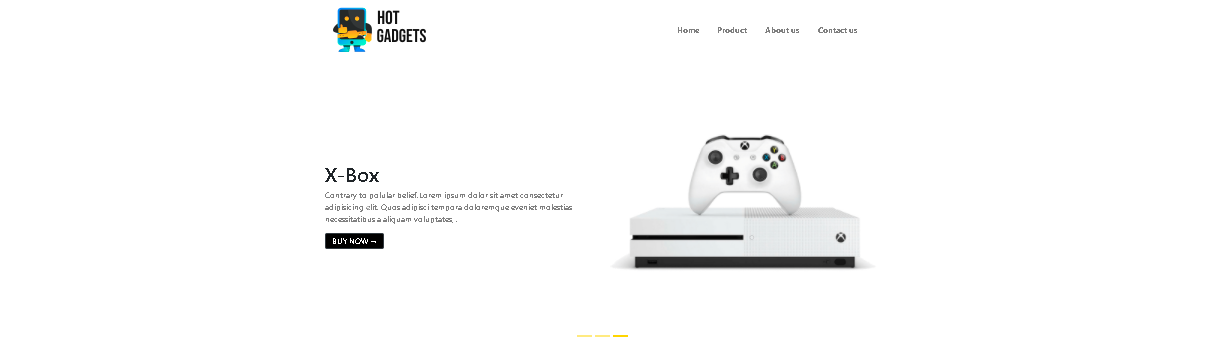 HOT
GADGETS
Home Product About us Contact us
X-Box
Contrary to polular belief.Lorem ipsum dolor sit amet consectetur
adipisicing elit. Quos adipisci tempora doloremque eveniet molestias
necessitatibus a aliquam voluptates, .
BUY NOW →